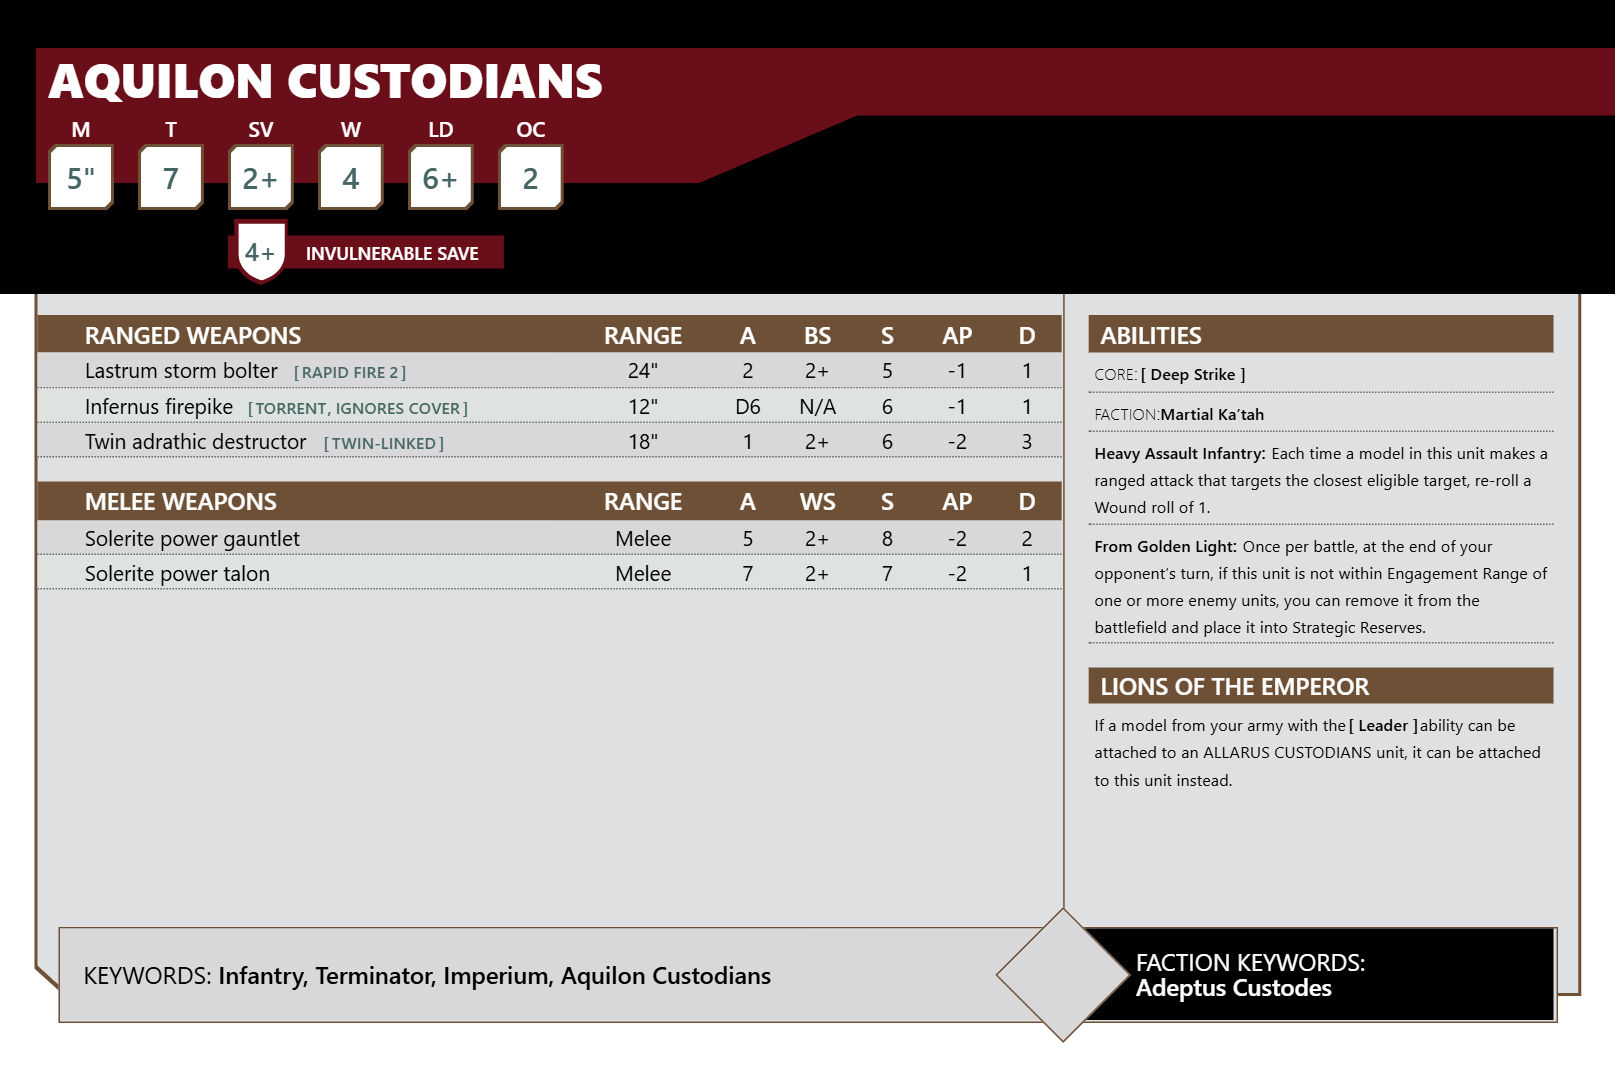 AQUILON CUSTODIANS
M T SV W LD OC
5" 7 2+ 4 6+ 2
4+ INVULNERABLE SAVE
RANGED WEAPONS RANGE A BS S AP D
Lastrum storm bolter [RAPID FIRE 2] 24" 2 2+ 5 -1 1
Infernus firepike [TORRENT, IGNORES COVER] 12" D6 N/A 6 -1 1
Twin adrathic destructor [TWIN-LINKED] 18" 1 2+ 6 -2 3
MELEE WEAPONS RANGE A WS S AP D
Solerite power gauntlet Melee 5 2+ 8 -2 2
Solerite power talon Melee 7 2+ 7 -2 1
ABILITIES
CORE: [ Deep Strike ]
FACTION:Martial Ka’tah
Heavy Assault Infantry: Each time a model in this unit makes a
ranged attack that targets the closest eligible target, re-roll a
Wound roll of 1.
From Golden Light: Once per battle, at the end of your
opponent’s turn, if this unit is not within Engagement Range of
one or more enemy units, you can remove it from the
battlefield and place it into Strategic Reserves.
LIONS OF THE EMPEROR
If a model from your army with the [ Leader ] ability can be
attached to an ALLARUS CUSTODIANS unit, it can be attached
to this unit instead.
KEYWORDS: Infantry, Terminator, Imperium, Aquilon Custodians
FACTION KEYWORDS:
Adeptus Custodes